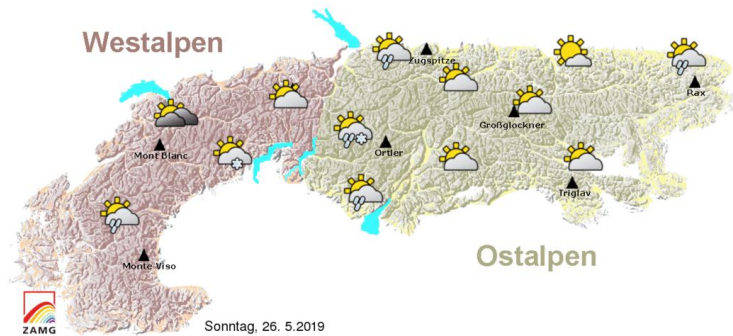 Westalpen
Zugspitze
Rax
Großglockner
Mont Blanc
Ortler
Triglav
Ostalpen
Monte Viso
ZAMG
Sonntag, 26. 5.2019